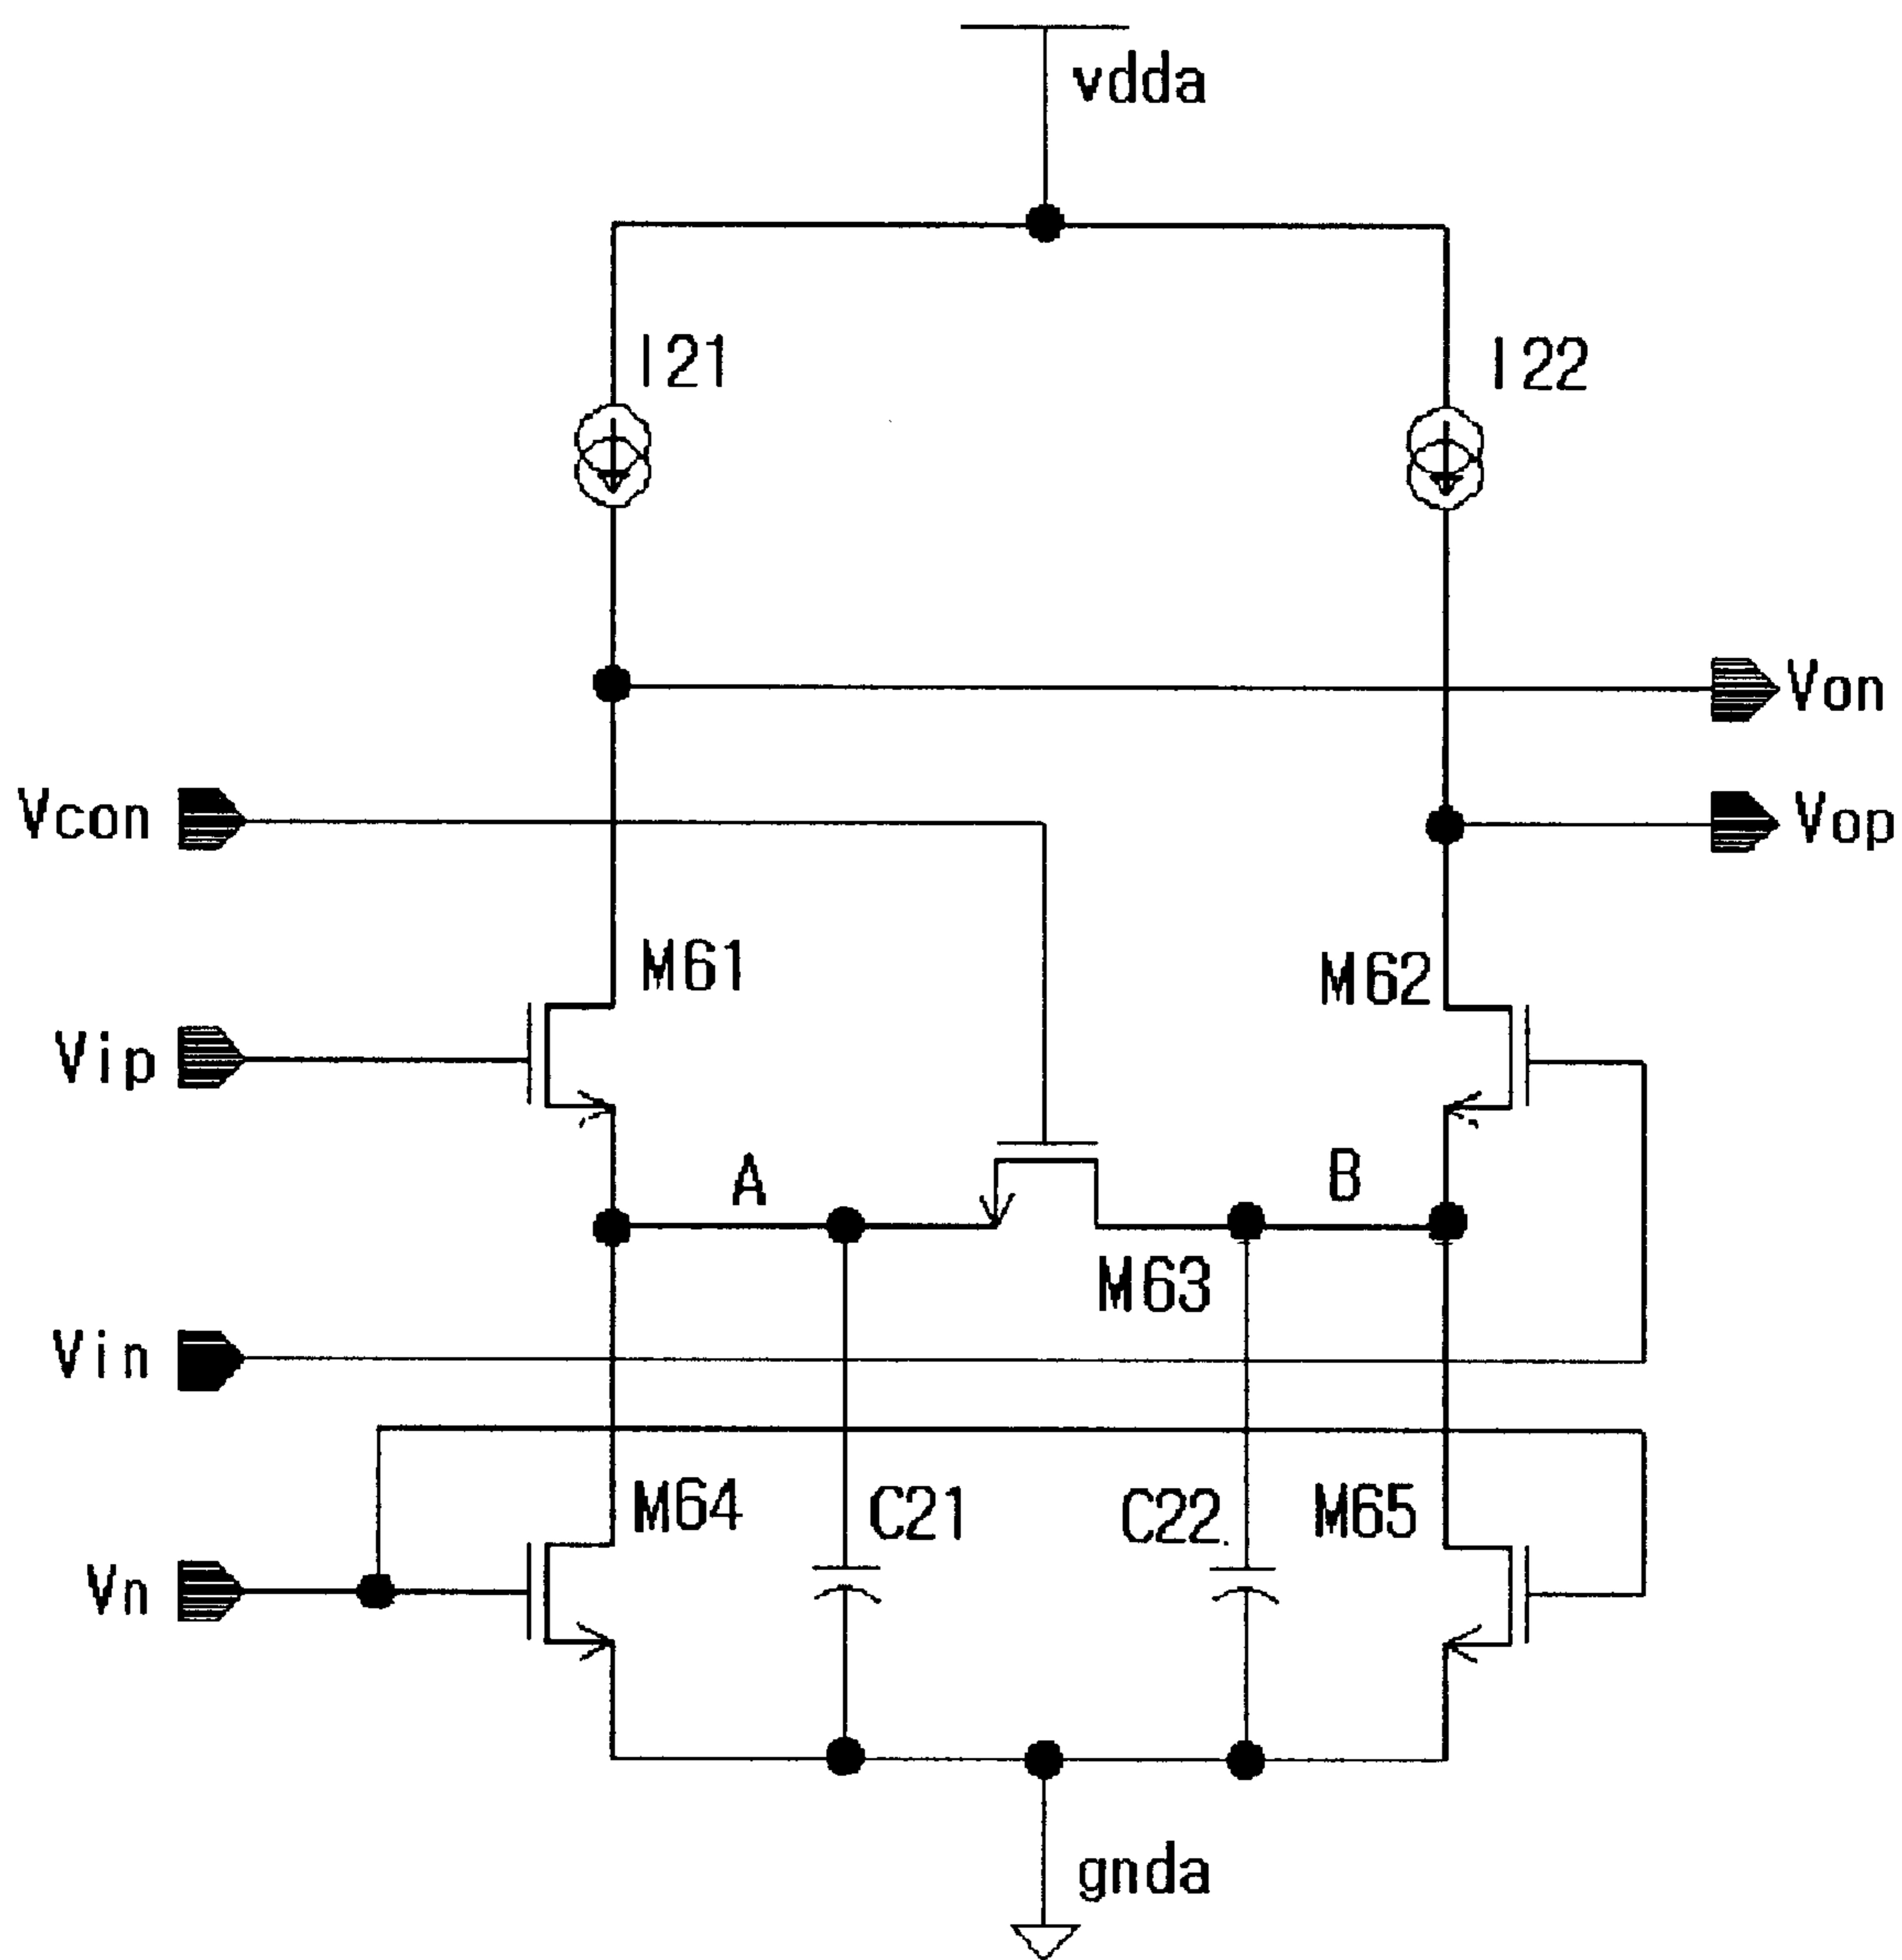 vdda
I21
I22
Von
Vcon
Vop
M61
M62
Vip
A
B
M63
Vin
M64
C21
C22.
M65
Vn
gnda